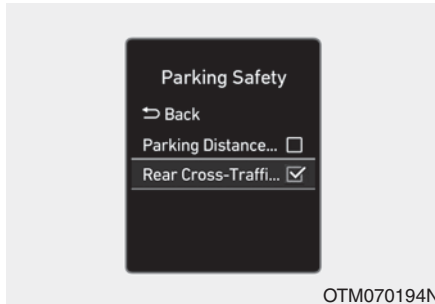 Parking Safety
Back
Parking Distance...
Rear Cross-Traffi...
OTM070194N